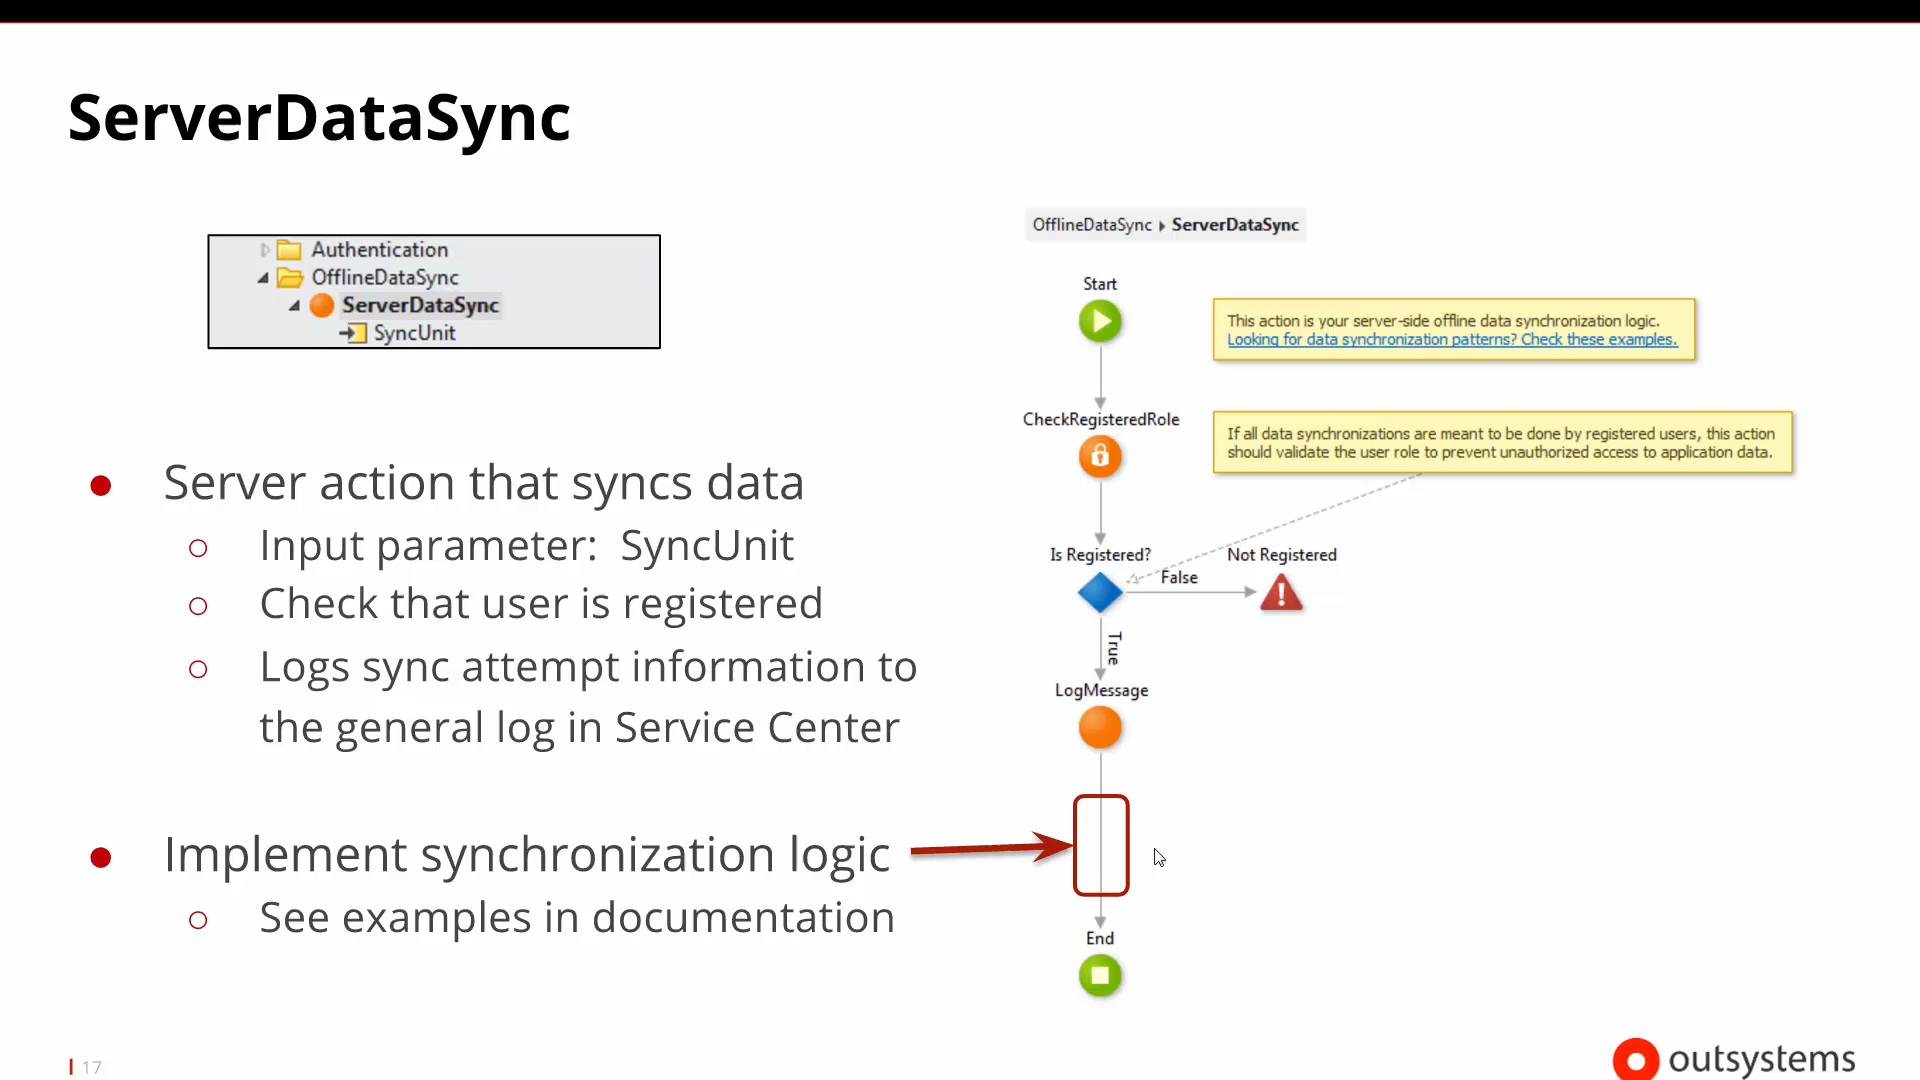 ServerDataSync
Authentication
OfflineDataSync
ServerDataSync
SyncUnit
Server action that syncs data
Input parameter: SyncUnit
Check that user is registered
Logs sync attempt information to
the general log in Service Center
Implement synchronization logic
See examples in documentation
OfflineDataSync ServerDataSync
Start
This action is your server-side offline data synchronization logic.
Looking for data synchronization patterns? Check these examples.
CheckRegisteredRole
If all data synchronizations are meant to be done by registered users, this action
should validate the user role to prevent unauthorized access to application data.
Is Registered?
Not Registered
False
True
LogMessage
End
17
outsystems